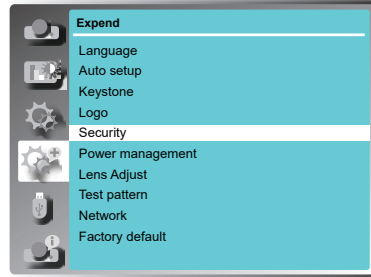 Expend
Language
Auto setup
Keystone
Logo
Security
Power management
Lens Adjust
Test pattern
Network
Factory default